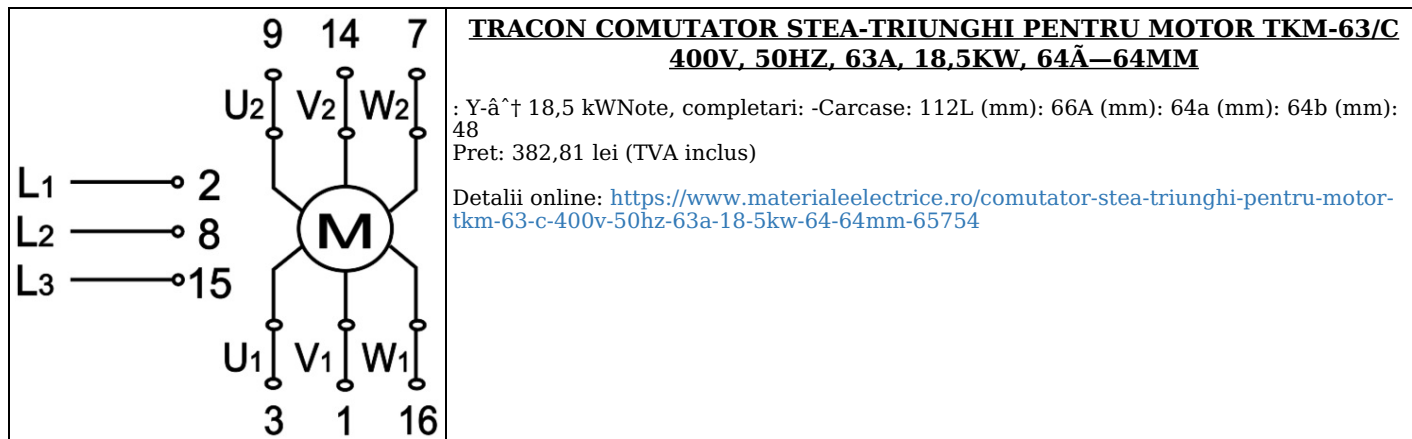 9 14 7
U2 V2 W2
L1 2
L2 8
M
L3 15
U1 V1 W1
3 1 16
TRACON COMUTATOR STEA-TRIUNGHI PENTRU MOTOR TKM-63/C
400V, 50HZ, 63A, 18,5KW, 64Ã—64MM
: Y-âˆ† 18,5 kWNote, completari: -Carcase: 112L (mm): 66A (mm): 64a (mm): 64b (mm):
48
Pret: 382,81 lei (TVA inclus)
Detalii online: https://www.materialeelectrice.ro/comutator-stea-triunghi-pentru-motor-
tkm-63-c-400v-50hz-63a-18-5kw-64-64mm-65754